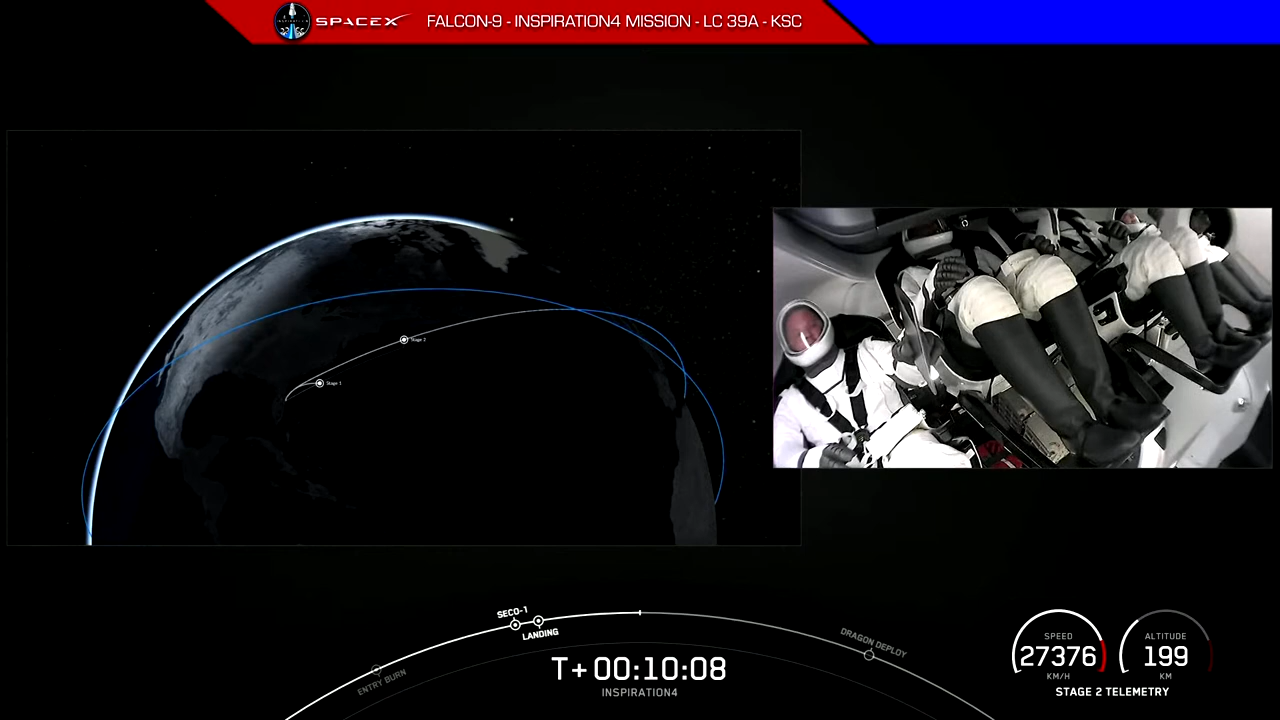 SPACEX FALCON-9 - INSPIRATION4 MISSION - LC 39A - KSC
Stage 2
Stage 1
SECO-1
LANDING
ENTRY BURN
DRAGON DEPLOY
T+00:10:08
INSPIRATION4
SPEED
27376
KM/H
ALTITUDE
199
KM
STAGE 2 TELEMETRY